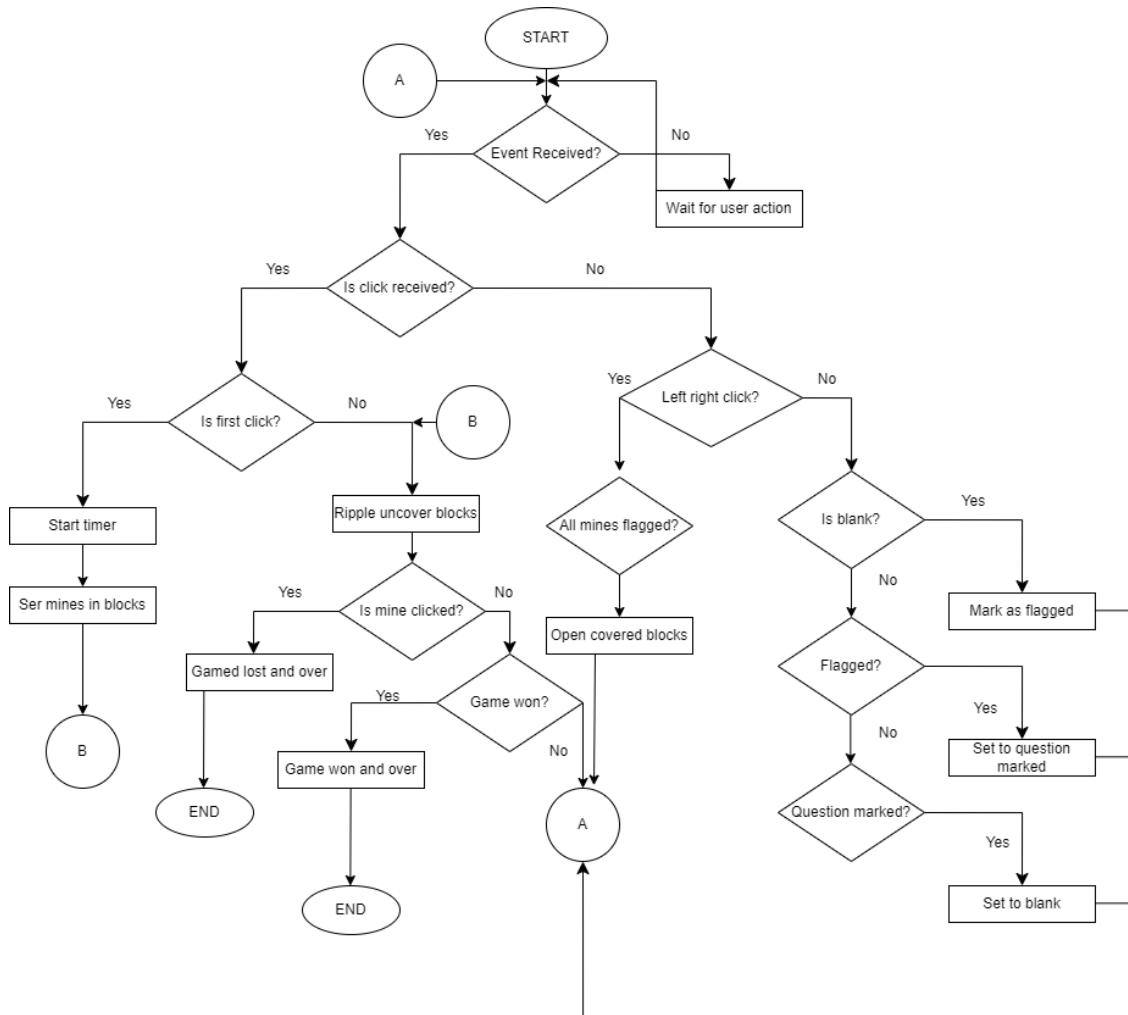 START
A
Yes
No
Event Received?
Wait for user action
Yes
No
Is click received?
Yes
No
Left right click?
Yes
No
Is first click?
B
Yes
Ripple uncover blocks
Is blank?
Start timer
All mines flagged?
No
Ser mines in blocks
Yes
No
Is mine clicked?
Mark as flagged
Open covered blocks
Gamed lost and over
Flagged?
Yes
Game won?
Yes
No
No
B
Set to question
marked
Game won and over
END
A
Question marked?
Yes
END
Set to blank